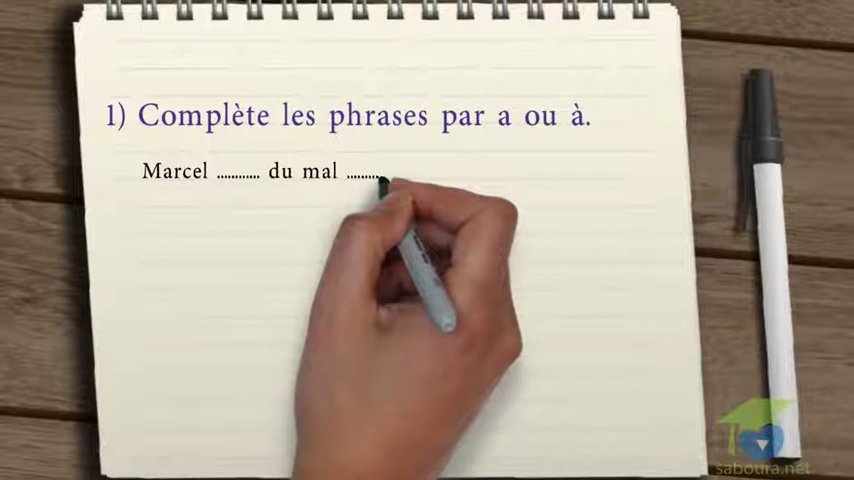 1) Complète les phrases par a ou à.
Marcel ............ du mal .........
saboura.net